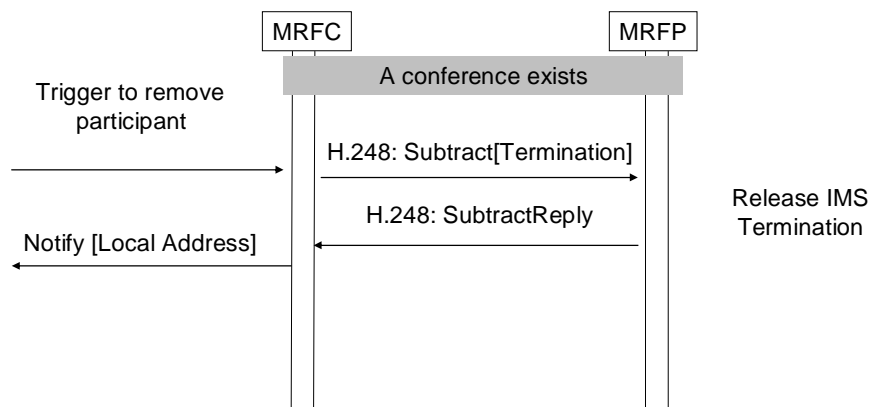 MRFC
MRFP
A conference exists
Trigger to remove
participant
H.248: Subtract[Termination]
H.248: SubtractReply
Release IMS
Termination
Notify [Local Address]